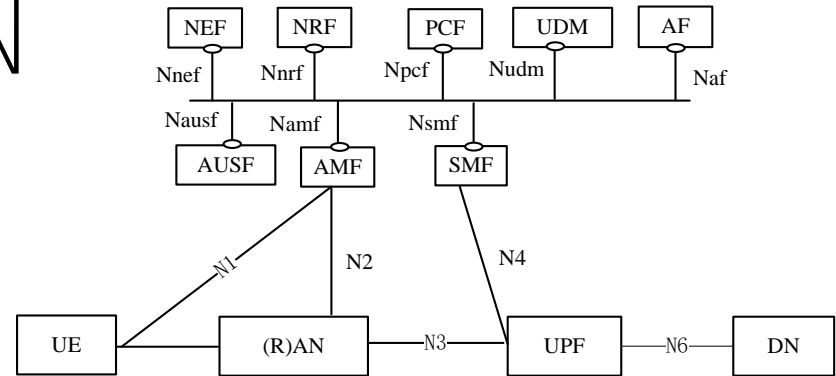 N
NEF NRF PCF UDM AF
Nnef Nnrf Npcf Nudm Naf
Nausf Namf Nsmf
AUSF AMF SMF
N1 N2 N4
UE (R)AN N3 UPF N6 DN